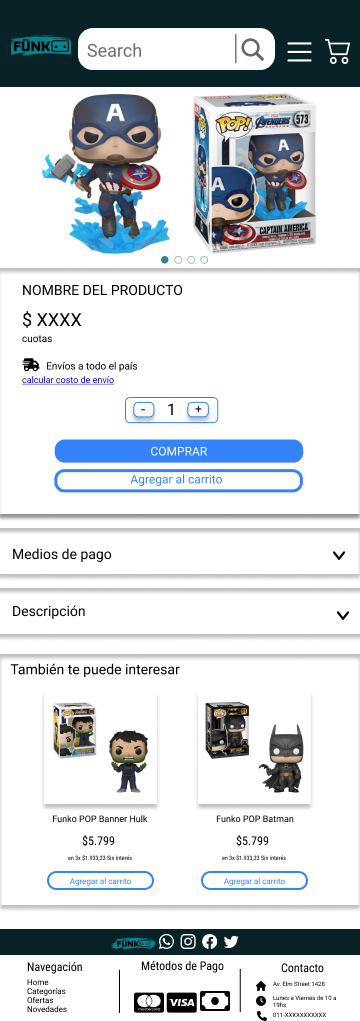 FÜNK
Search
A
POP!
AVENGERS
573
CAPTAIN AMERICA
NOMBRE DEL PRODUCTO
$ XXXX
cuotas
Envíos a todo el país
calcular costo de envío
- 1 +
COMPRAR
Agregar al carrito
Medios de pago
Descripción
También te puede interesar
Funko POP Banner Hulk
Funko POP Batman
$5.799
$5.799
en 3x $1.933,33 Sin interés
en 3x $1.933,33 Sin interés
Agregar al carrito
Agregar al carrito
FÜNK
Navegación
Home
Categorías
Ofertas
Novedades
Métodos de Pago
mastercard
VISA
Contacto
Av. Elm Street 1428
Lunes a Viernes de 10 a
19hs
011-XXXXXXXXXXX